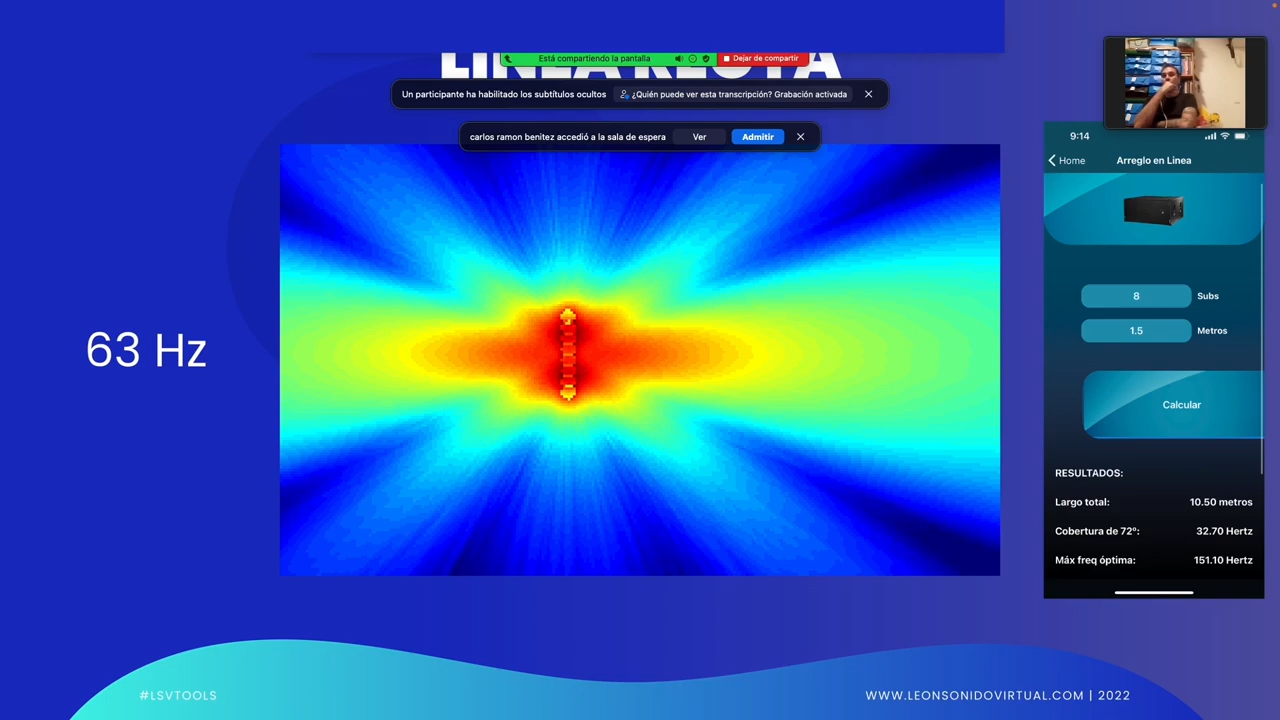 Está compartiendo la pantalla
Dejar de compartir
Un participante ha habilitado los subtítulos ocultos
¿Quién puede ver esta transcripción? Grabación activada
carlos ramon benitez accedió a la sala de espera
Ver
Admitir
63 Hz
9:14
Home
Arreglo en Linea
8 Subs
1.5 Metros
Calcular
RESULTADOS:
Largo total: 10.50 metros
Cobertura de 72º: 32.70 Hertz
Máx freq óptima: 151.10 Hertz
#LSVTOOLS
WWW.LEONSONIDOVIRTUAL.COM | 2022